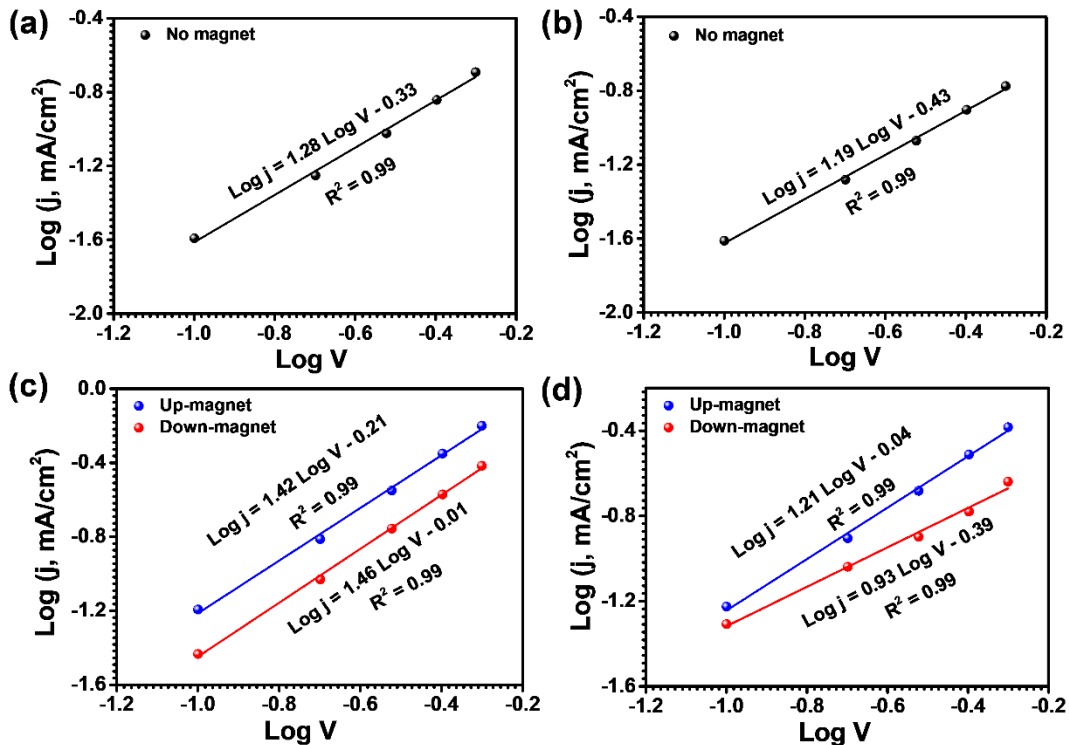 (a)
No magnet
Log j = 1.28 Log V - 0.33
R² = 0.99
Log (j, mA/cm²)
-0.4
-0.8
-1.2
-1.6
-2.0
-1.2 -1.0 -0.8 -0.6 -0.4 -0.2
Log V
(b)
No magnet
Log j = 1.19 Log V - 0.43
R² = 0.99
Log (j, mA/cm²)
-0.4
-0.8
-1.2
-1.6
-2.0
-1.2 -1.0 -0.8 -0.6 -0.4 -0.2
Log V
(c)
Up-magnet
Down-magnet
Log j = 1.42 Log V - 0.21
R² = 0.99
Log j = 1.46 Log V - 0.01
R² = 0.99
Log (j, mA/cm²)
0.0
-0.4
-0.8
-1.2
-1.6
-1.2 -1.0 -0.8 -0.6 -0.4 -0.2
Log V
(d)
Up-magnet
Down-magnet
Log j = 1.21 Log V - 0.04
R² = 0.99
Log j = 0.93 Log V - 0.39
R² = 0.99
Log (j, mA/cm²)
-0.4
-0.8
-1.2
-1.6
-1.2 -1.0 -0.8 -0.6 -0.4 -0.2
Log V